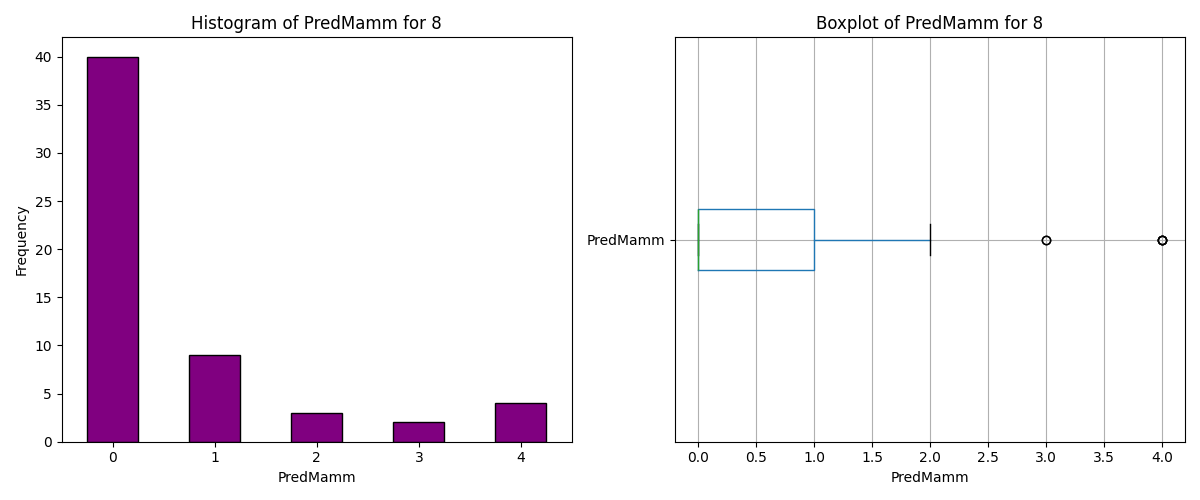 Histogram of PredMamm for 8
Frequency
40
35
30
25
20
15
10
5
0
0 1 2 3 4
PredMamm
Boxplot of PredMamm for 8
PredMamm
0.0 0.5 1.0 1.5 2.0 2.5 3.0 3.5 4.0
PredMamm